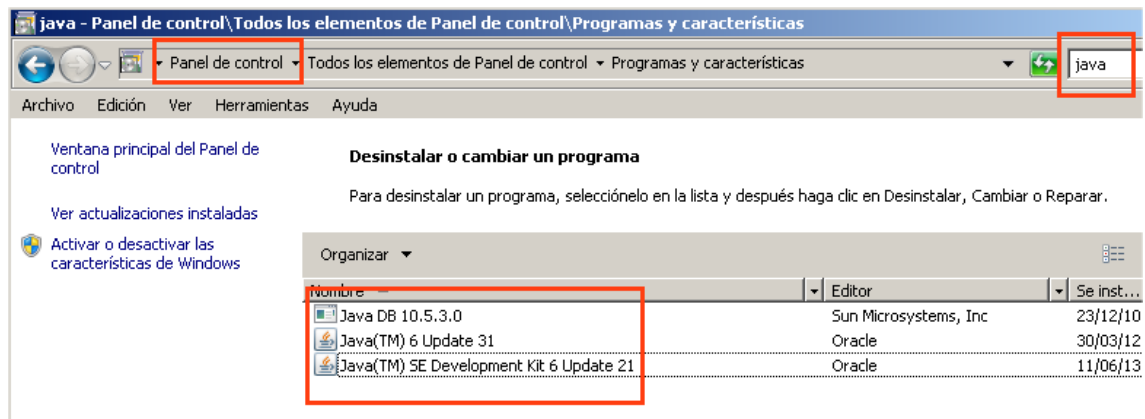 java - Panel de control\Todos los elementos de Panel de control\Programas y características
Panel de control Todos los elementos de Panel de control Programas y características
java
Archivo Edición Ver Herramientas Ayuda
Ventana principal del Panel de
control
Ver actualizaciones instaladas
Activar o desactivar las
características de Windows
Desinstalar o cambiar un programa
Para desinstalar un programa, selecciónelo en la lista y después haga clic en Desinstalar, Cambiar o Reparar.
Organizar
Nombre Editor Se inst...
Java DB 10.5.3.0 Sun Microsystems, Inc 23/12/10
Java(TM) 6 Update 31 Oracle 30/03/12
Java(TM) SE Development Kit 6 Update 21 Oracle 11/06/13